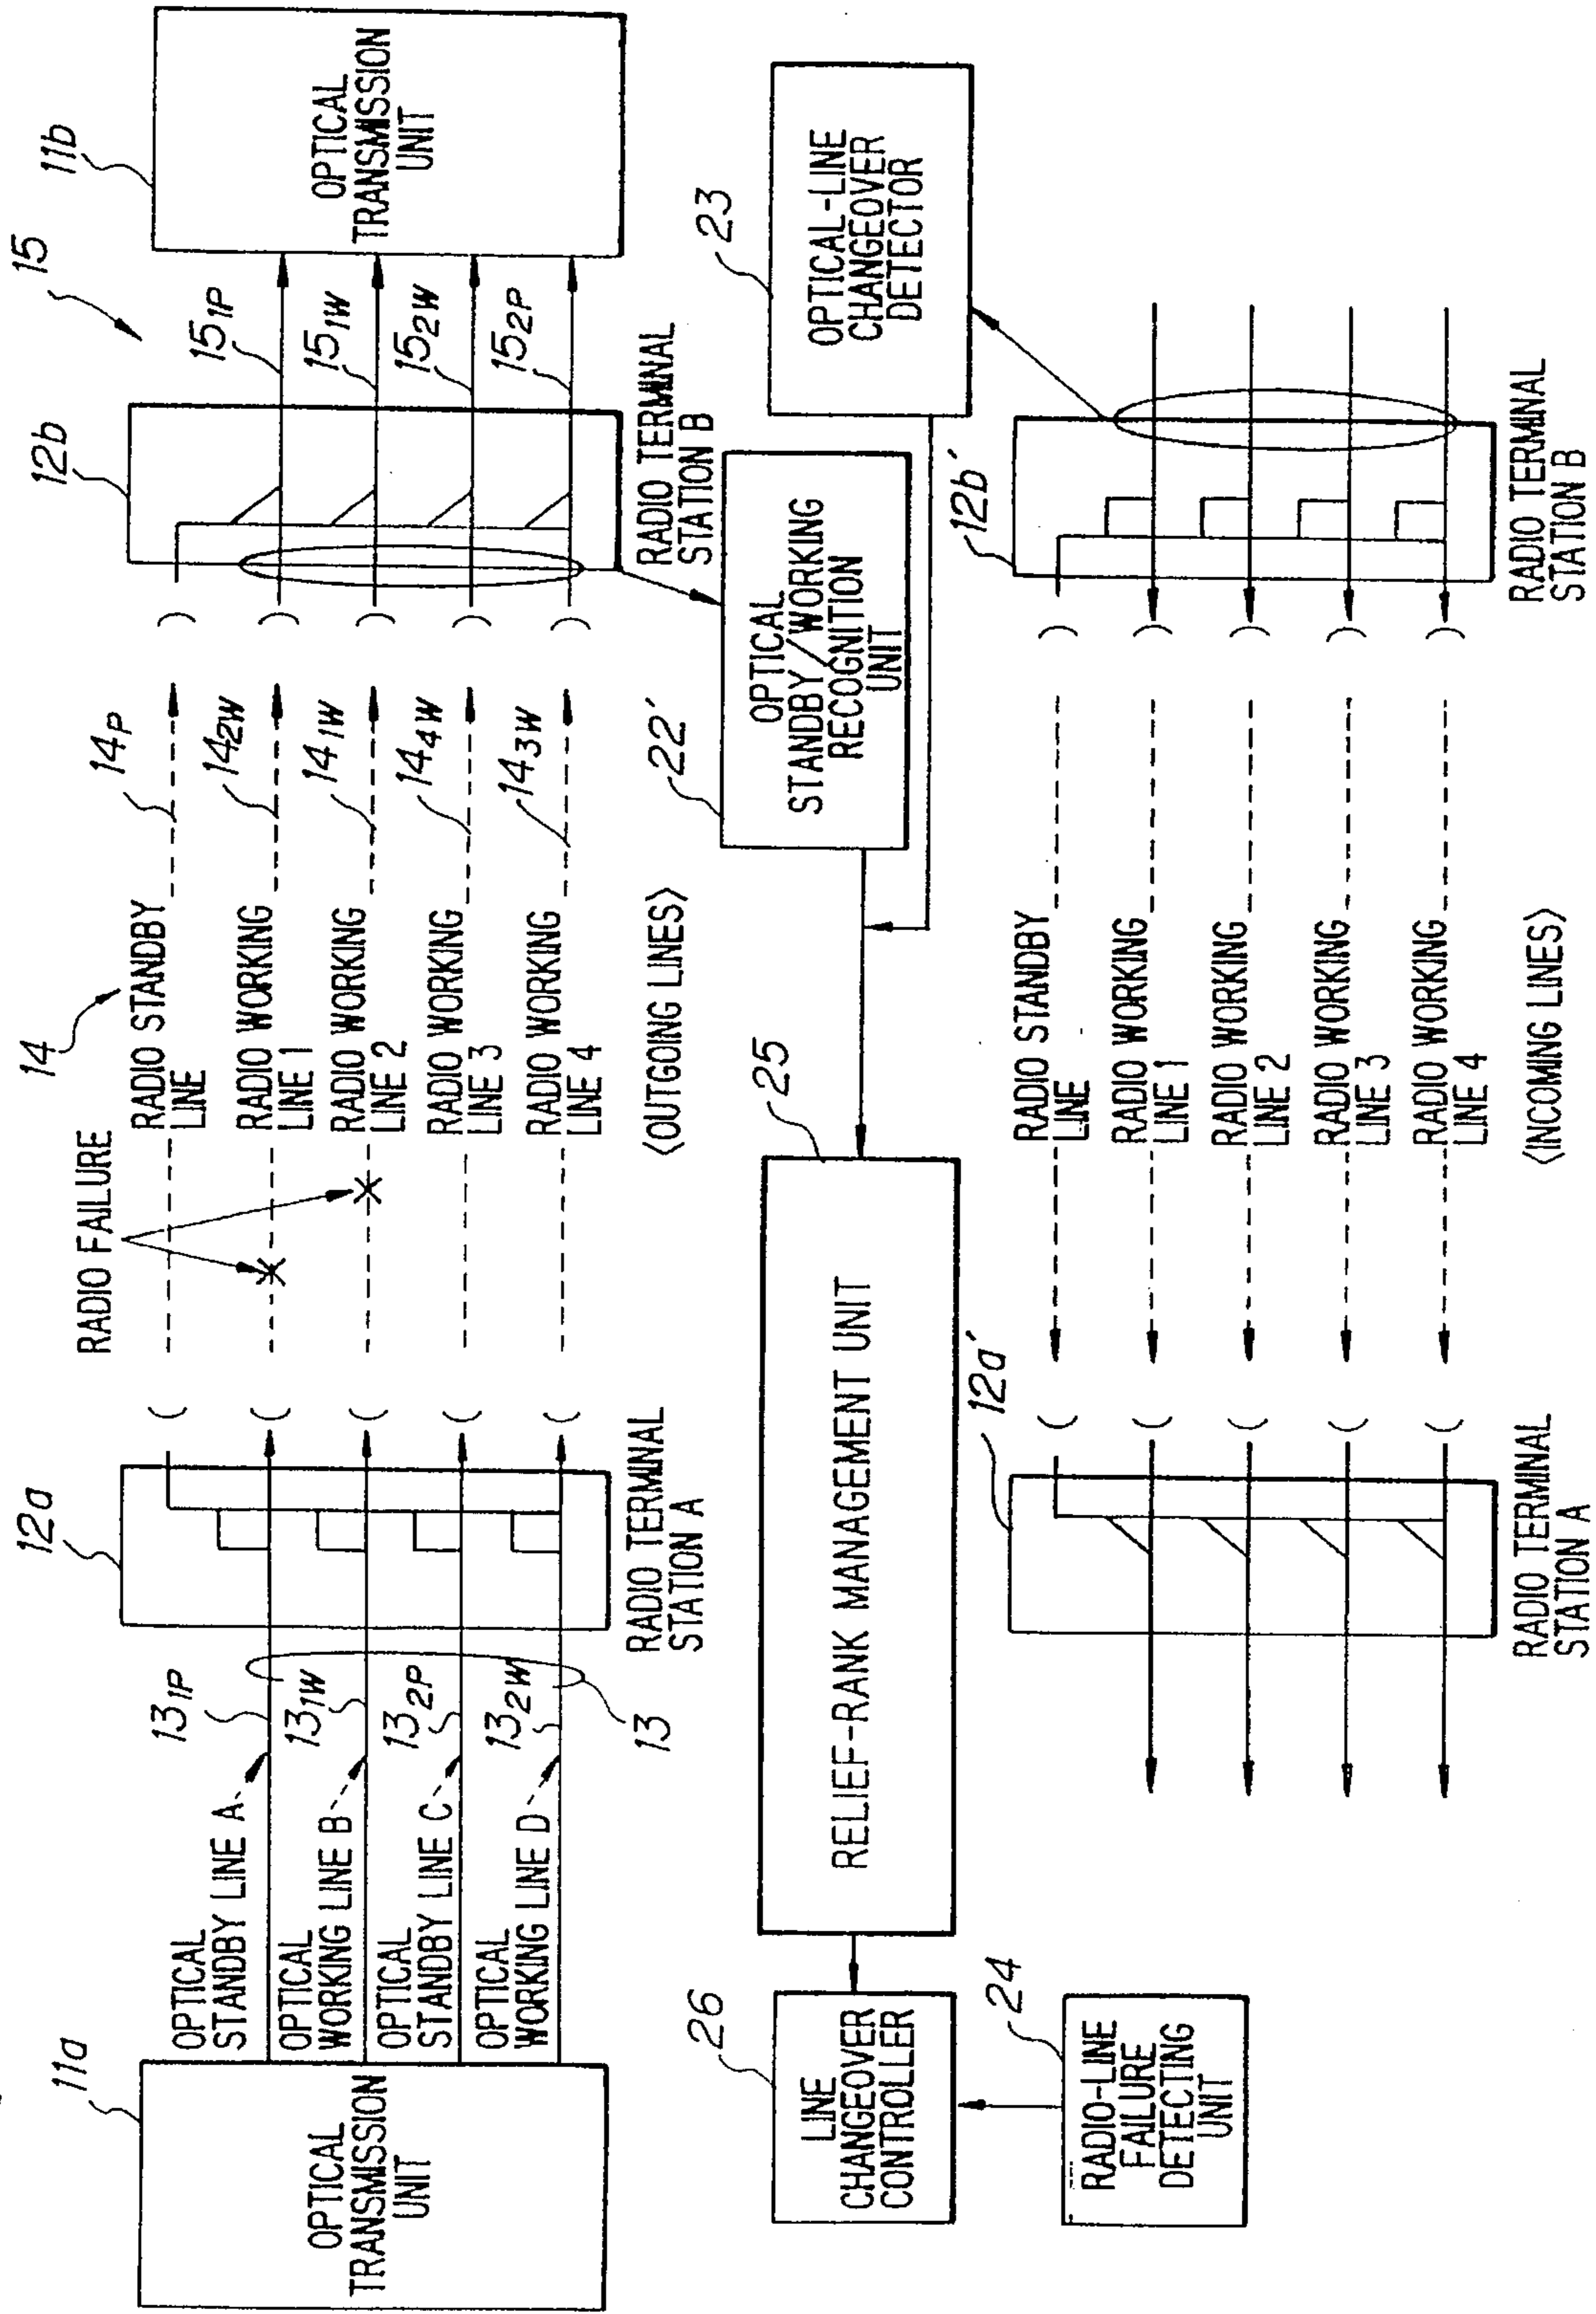 11a
OPTICAL
TRANSMISSION
UNIT
OPTICAL
STANDBY LINE A
OPTICAL
WORKING LINE B
OPTICAL
STANDBY LINE C
OPTICAL
WORKING LINE D
13₁P
13₁W
13₂P
13₂W
13
12a
RADIO TERMINAL
STATION A
RADIO FAILURE
14
RADIO STANDBY
LINE
RADIO WORKING
LINE 1
RADIO WORKING
LINE 2
RADIO WORKING
LINE 3
RADIO WORKING
LINE 4
14P
14₂W
14₁W
14₄W
14₃W
⟨OUTGOING LINES⟩
12b
RADIO TERMINAL
STATION B
15
15₁P
15₁W
15₂W
15₂P
11b
OPTICAL
TRANSMISSION
UNIT
26
LINE
CHANGEOVER
CONTROLLER
24
RADIO-LINE
FAILURE
DETECTING
UNIT
25
RELIEF-RANK MANAGEMENT UNIT
22′
OPTICAL
STANDBY/WORKING
RECOGNITION
UNIT
23
OPTICAL-LINE
CHANGEOVER
DETECTOR
12a′
RADIO TERMINAL
STATION A
RADIO STANDBY
LINE
RADIO WORKING
LINE 1
RADIO WORKING
LINE 2
RADIO WORKING
LINE 3
RADIO WORKING
LINE 4
⟨INCOMING LINES⟩
12b′
RADIO TERMINAL
STATION B